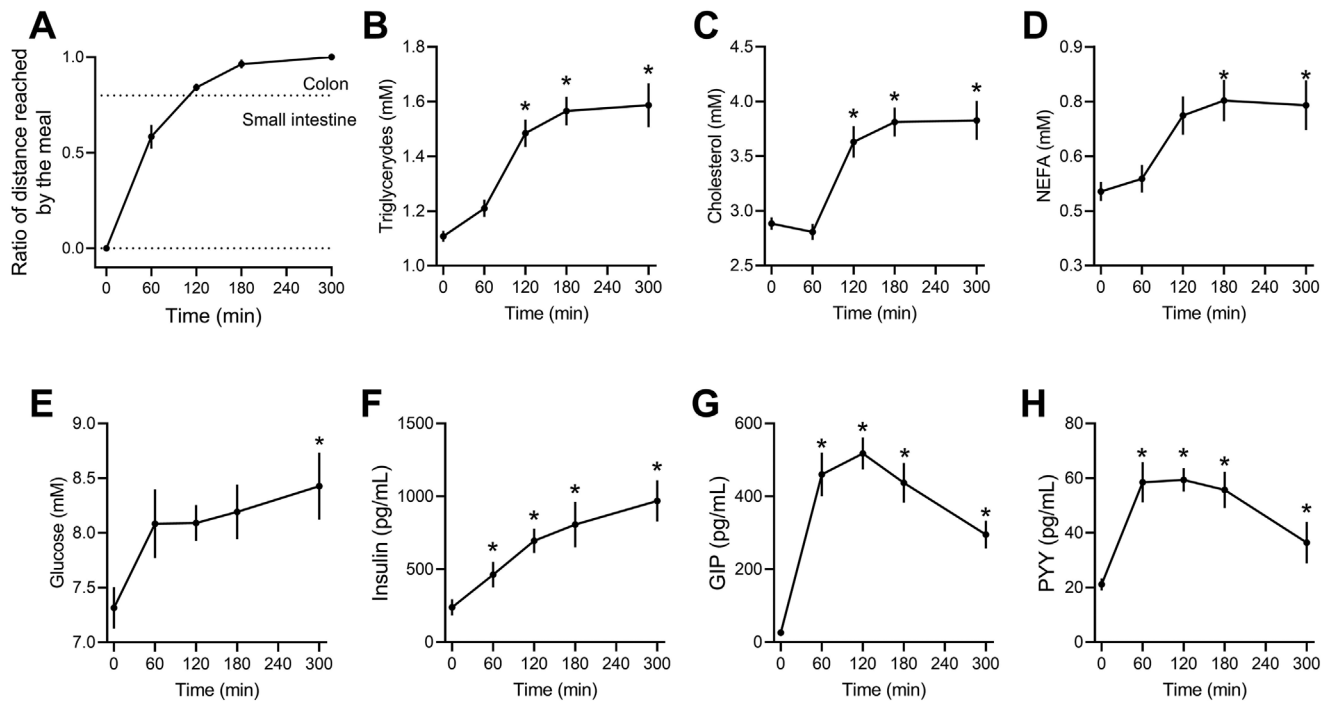 A
Ratio of distance reached
by the meal
1.0
0.5
0.0
Colon
Small intestine
0 60 120 180 240 300
Time (min)
B
Triglycerydes (mM)
1.8
1.6
1.4
1.2
1.0
* * *
0 60 120 180 240 300
Time (min)
C
Cholesterol (mM)
4.5
4.0
3.5
3.0
2.5
* * *
0 60 120 180 240 300
Time (min)
D
NEFA (mM)
0.9
0.8
0.6
0.5
0.3
* *
0 60 120 180 240 300
Time (min)
E
Glucose (mM)
9.0
8.5
8.0
7.5
7.0
*
0 60 120 180 240 300
Time (min)
F
Insulin (pg/mL)
1500
1000
500
0
* * * *
0 60 120 180 240 300
Time (min)
G
GIP (pg/mL)
600
400
200
0
* * * *
0 60 120 180 240 300
Time (min)
H
PYY (pg/mL)
80
60
40
20
0
* * * *
0 60 120 180 240 300
Time (min)